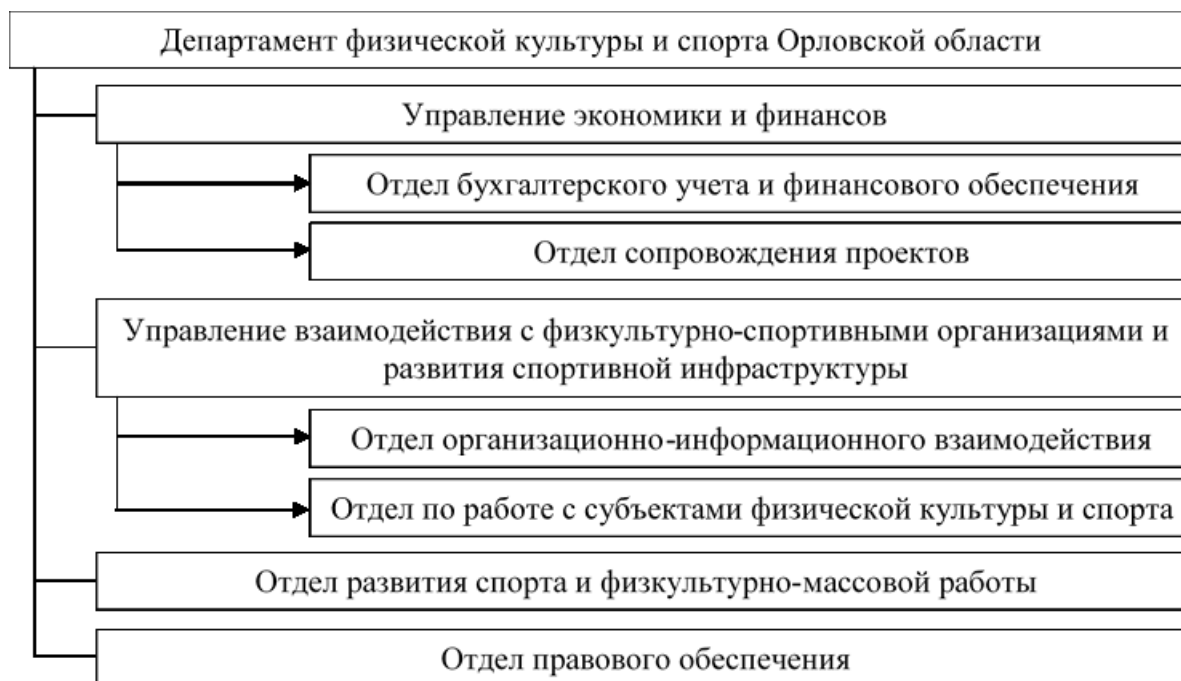 Департамент физической культуры и спорта Орловской области
Управление экономики и финансов
Отдел бухгалтерского учета и финансового обеспечения
Отдел сопровождения проектов
Управление взаимодействия с физкультурно-спортивными организациями и
развития спортивной инфраструктуры
Отдел организационно-информационного взаимодействия
Отдел по работе с субъектами физической культуры и спорта
Отдел развития спорта и физкультурно-массовой работы
Отдел правового обеспечения